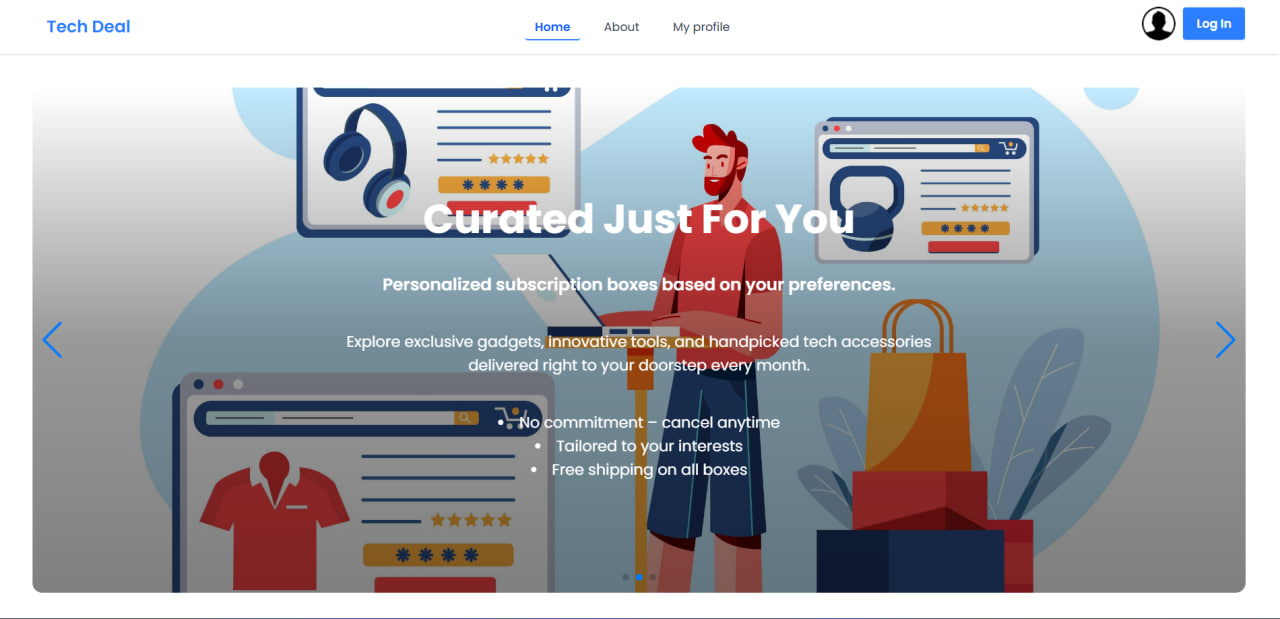 Tech Deal
Home
About
My profile
Log In
Curated Just For You
Personalized subscription boxes based on your preferences.
Explore exclusive gadgets, innovative tools, and handpicked tech accessories
delivered right to your doorstep every month.
• No commitment – cancel anytime
• Tailored to your interests
• Free shipping on all boxes